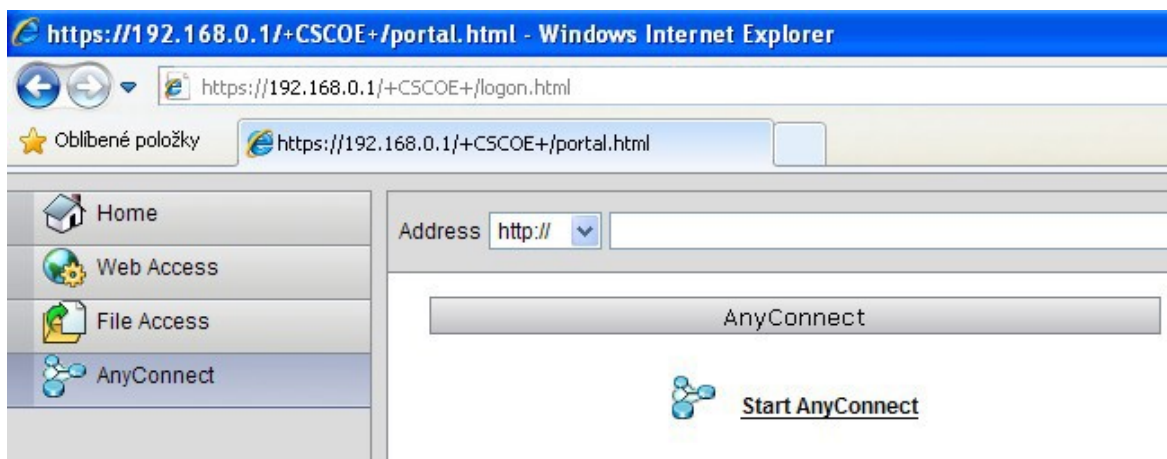 https://192.168.0.1/+CSCOE+/portal.html - Windows Internet Explorer
https://192.168.0.1/+CSCOE+/logon.html
Oblíbené položky
https://192.168.0.1/+CSCOE+/portal.html
Home
Web Access
File Access
AnyConnect
Address http://
AnyConnect
Start AnyConnect